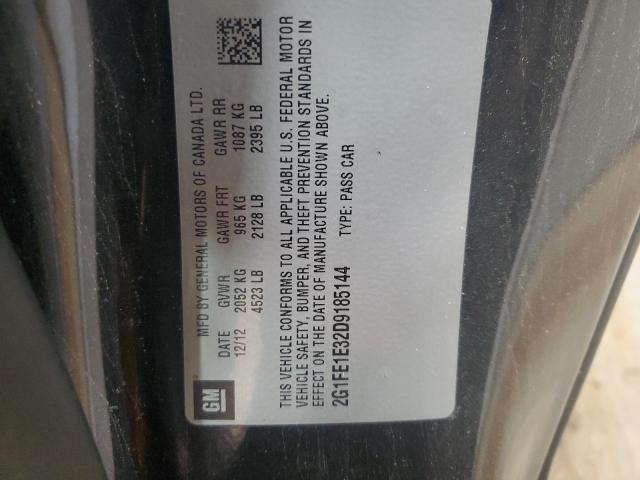 GM
MFD BY GENERAL MOTORS OF CANADA LTD.
DATE GVWR GAWR FRT GAWR RR
12/12 2052 KG 965 KG 1087 KG
4523 LB 2128 LB 2395 LB
THIS VEHICLE CONFORMS TO ALL APPLICABLE U.S. FEDERAL MOTOR
VEHICLE SAFETY, BUMPER, AND THEFT PREVENTION STANDARDS IN
EFFECT ON THE DATE OF MANUFACTURE SHOWN ABOVE.
2G1FE1E32D9185144 TYPE: PASS CAR